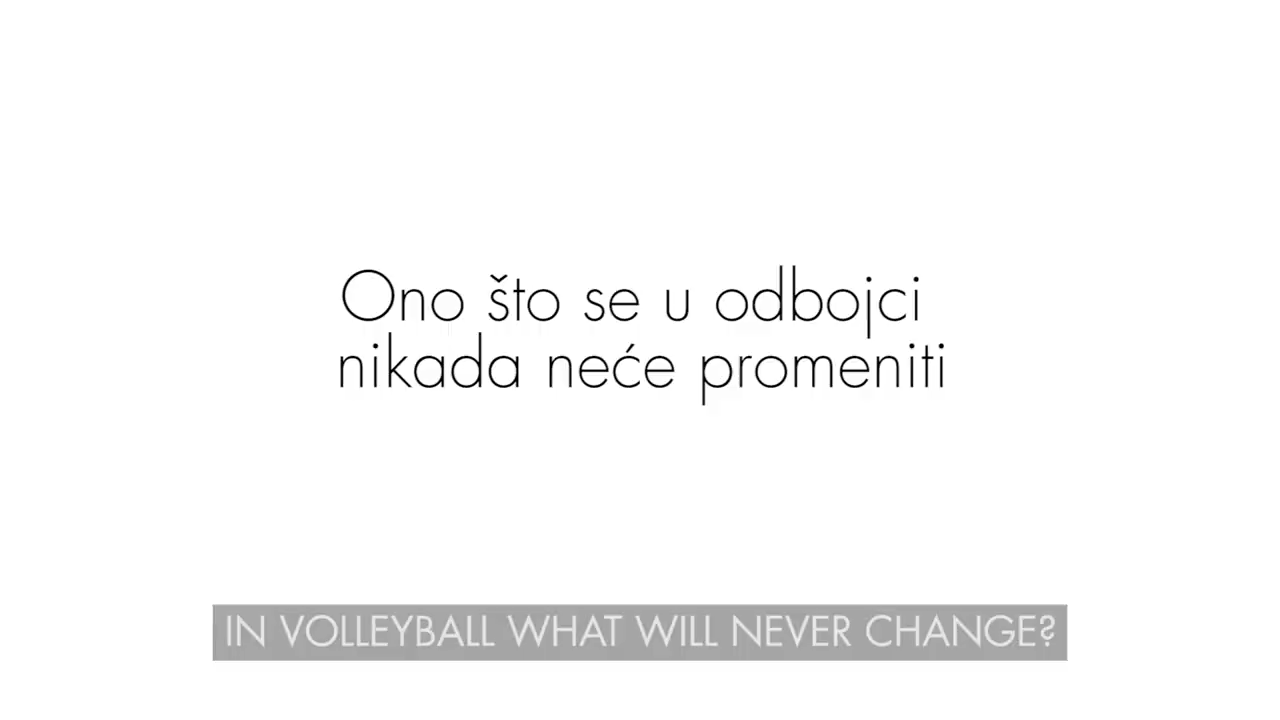 Ono što se u odbojci
nikada neće promeniti
IN VOLLEYBALL WHAT WILL NEVER CHANGE?